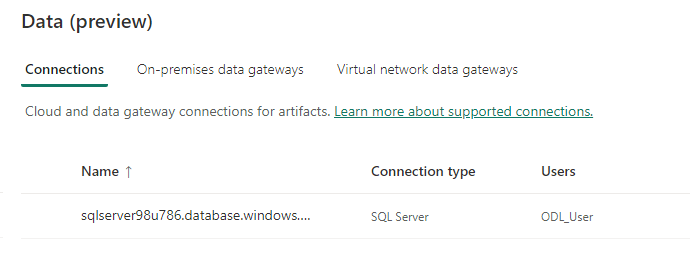 Data (preview)
Connections On-premises data gateways Virtual network data gateways
Cloud and data gateway connections for artifacts. Learn more about supported connections.
Name ↑ Connection type Users
sqlserver98u786.database.windows.... SQL Server ODL_User